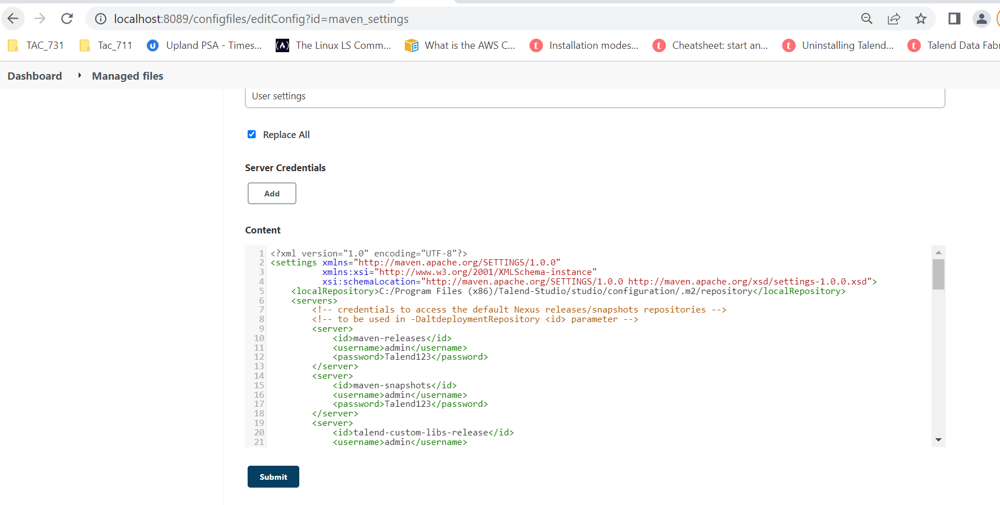 localhost:8089/configfiles/editConfig?id=maven_settings
TAC_731 Tac_711 Upland PSA - Times... The Linux LS Comm... What is the AWS C... Installation modes... Cheatsheet: start an... Uninstalling Talend... Talend Data Fab
Dashboard Managed files
User settings
Replace All
Server Credentials
Add
Content
1 <?xml version="1.0" encoding="UTF-8"?>
2 <settings xmlns="http://maven.apache.org/SETTINGS/1.0.0"
3 xmlns:xsi="http://www.w3.org/2001/XMLSchema-instance"
4 xsi:schemaLocation="http://maven.apache.org/SETTINGS/1.0.0 http://maven.apache.org/xsd/settings-1.0.0.xsd">
5 <localRepository>C:/Program Files (x86)/Talend-Studio/studio/configuration/.m2/repository</localRepository>
6 <servers>
7 <!-- credentials to access the default Nexus releases/snapshots repositories -->
8 <!-- to be used in -DaltdeploymentRepository <id> parameter -->
9 <server>
10 <id>maven-releases</id>
11 <username>admin</username>
12 <password>Talend123</password>
13 </server>
14 <server>
15 <id>maven-snapshots</id>
16 <username>admin</username>
17 <password>Talend123</password>
18 </server>
19 <server>
20 <id>talend-custom-libs-release</id>
21 <username>admin</username>
Submit